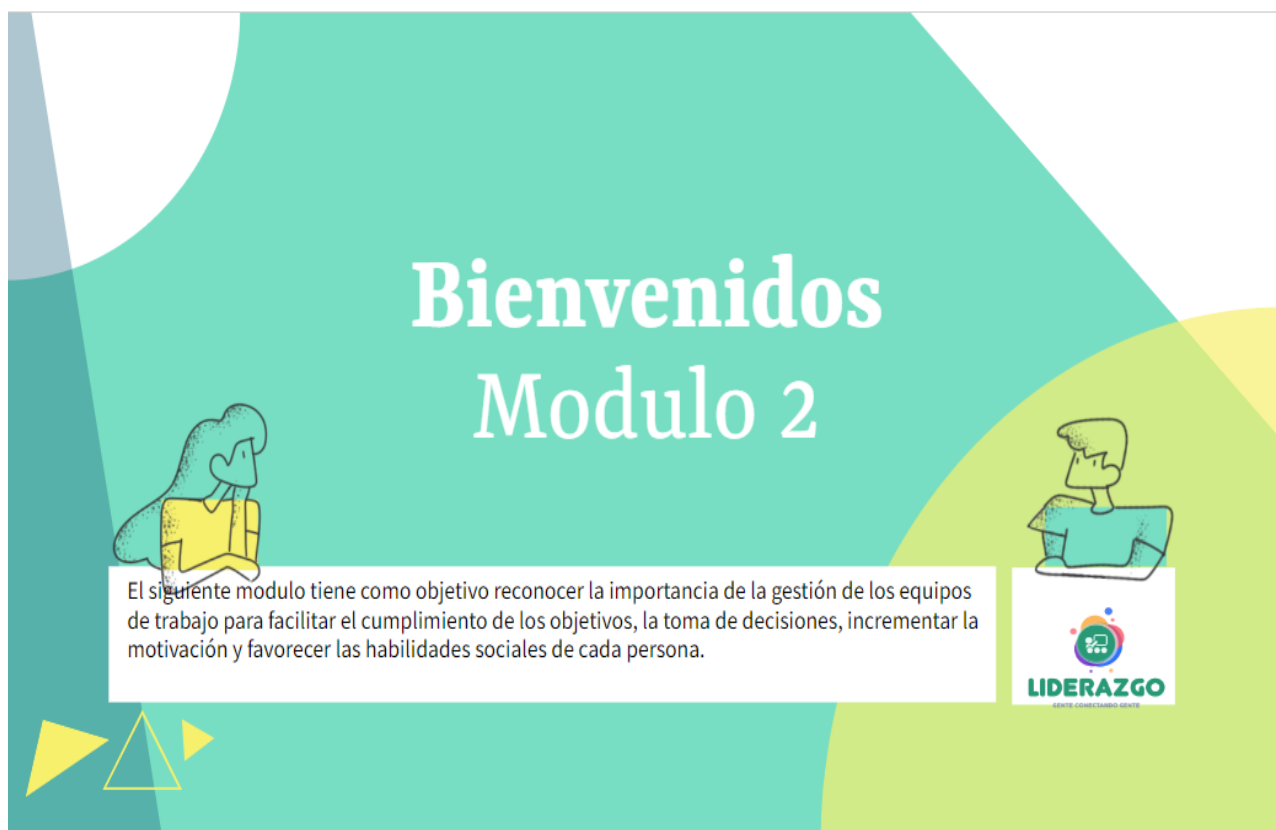 Bienvenidos
Modulo 2
El siguiente modulo tiene como objetivo reconocer la importancia de la gestión de los equipos
de trabajo para facilitar el cumplimiento de los objetivos, la toma de decisiones, incrementar la
motivación y favorecer las habilidades sociales de cada persona.
LIDERAZGO
GENTE CONECTANDO GENTE